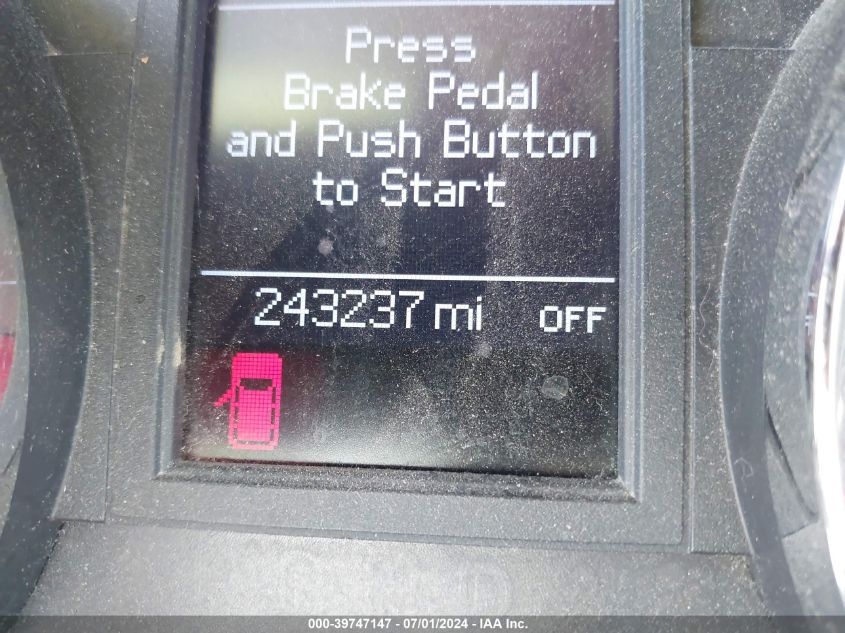 Press
Brake Pedal
and Push Button
to Start
243237 mi OFF
000-39747147 - 07/01/2024 - IAA Inc.